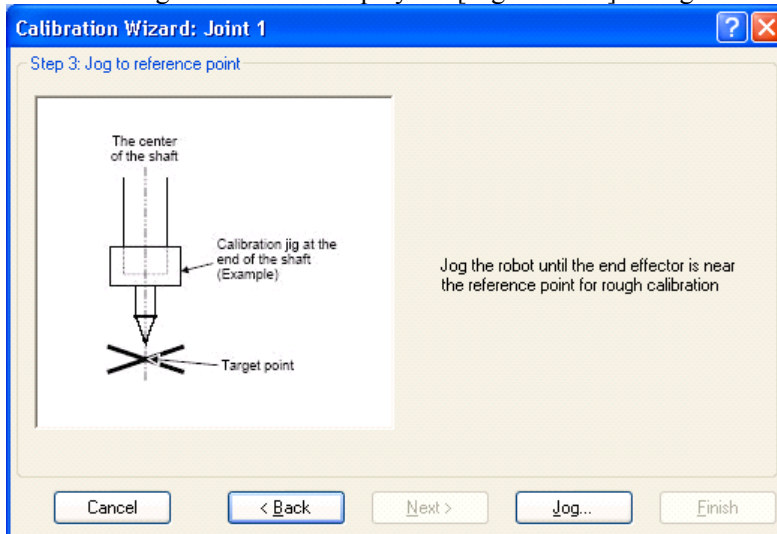 Calibration Wizard: Joint 1
Step 3: Jog to reference point
The center
of the shaft
Calibration jig at the
end of the shaft
(Example)
Target point
Jog the robot until the end effector is near
the reference point for rough calibration
Cancel
< Back
Next >
Jog...
Finish